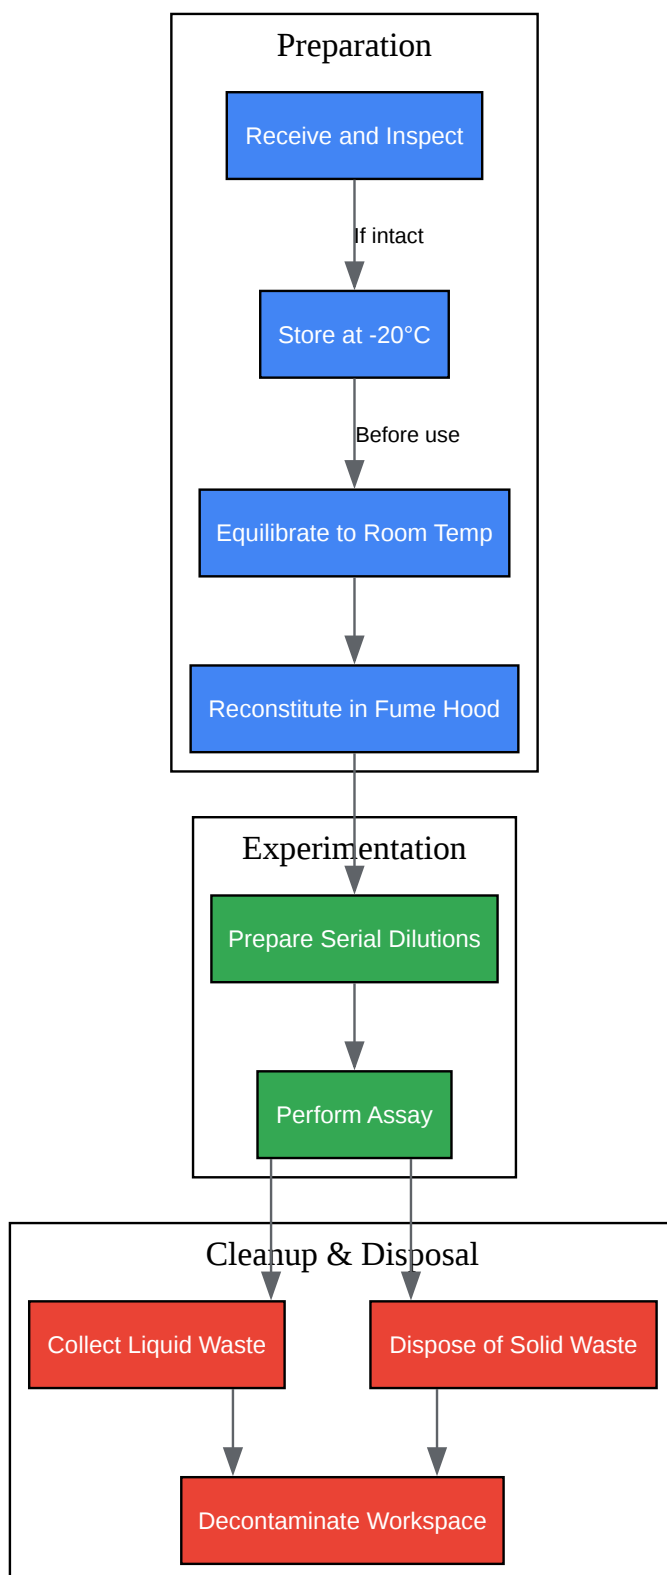 Preparation
Receive and Inspect
If intact
Store at -20°C
Before use
Equilibrate to Room Temp
Reconstitute in Fume Hood
Experimentation
Prepare Serial Dilutions
Perform Assay
Cleanup & Disposal
Collect Liquid Waste
Dispose of Solid Waste
Decontaminate Workspace